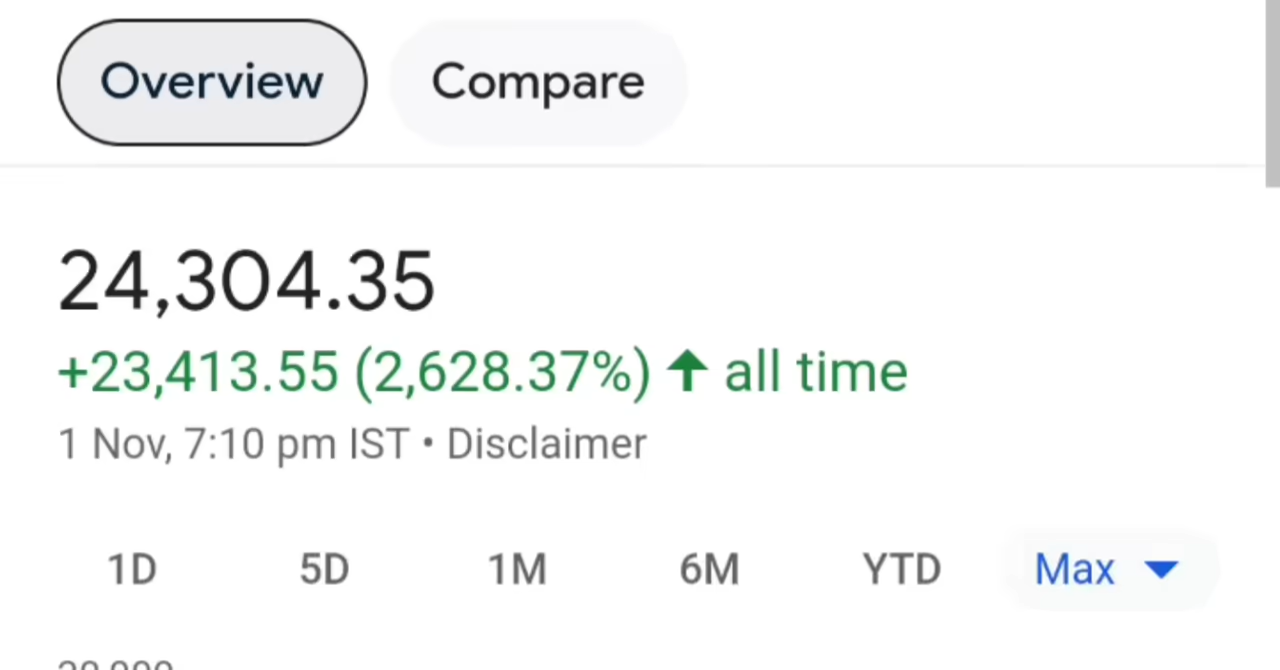 Overview Compare
24,304.35
+23,413.55 (2,628.37%) ↑ all time
1 Nov, 7:10 pm IST • Disclaimer
1D 5D 1M 6M YTD Max